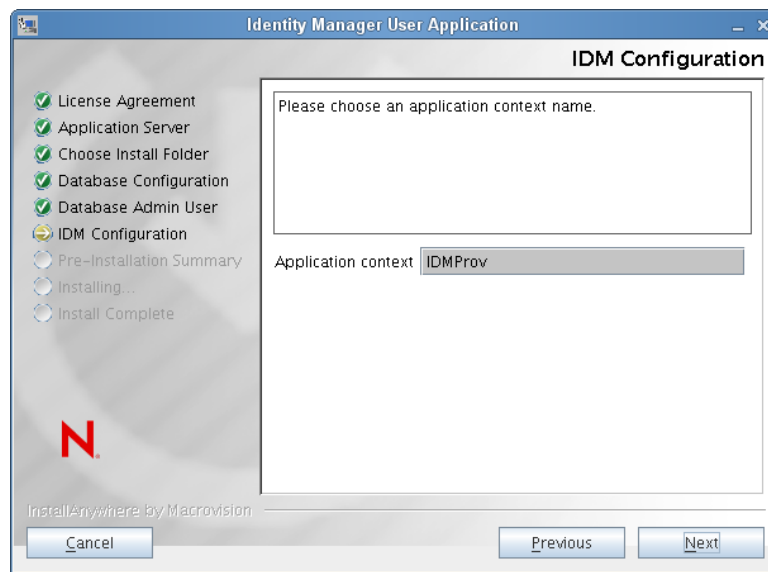 Identity Manager User Application
IDM Configuration
License Agreement
Application Server
Choose Install Folder
Database Configuration
Database Admin User
IDM Configuration
Pre-Installation Summary
Installing...
Install Complete
Please choose an application context name.
Application context IDMProv
N.
InstallAnywhere by Macrovision
Cancel
Previous
Next